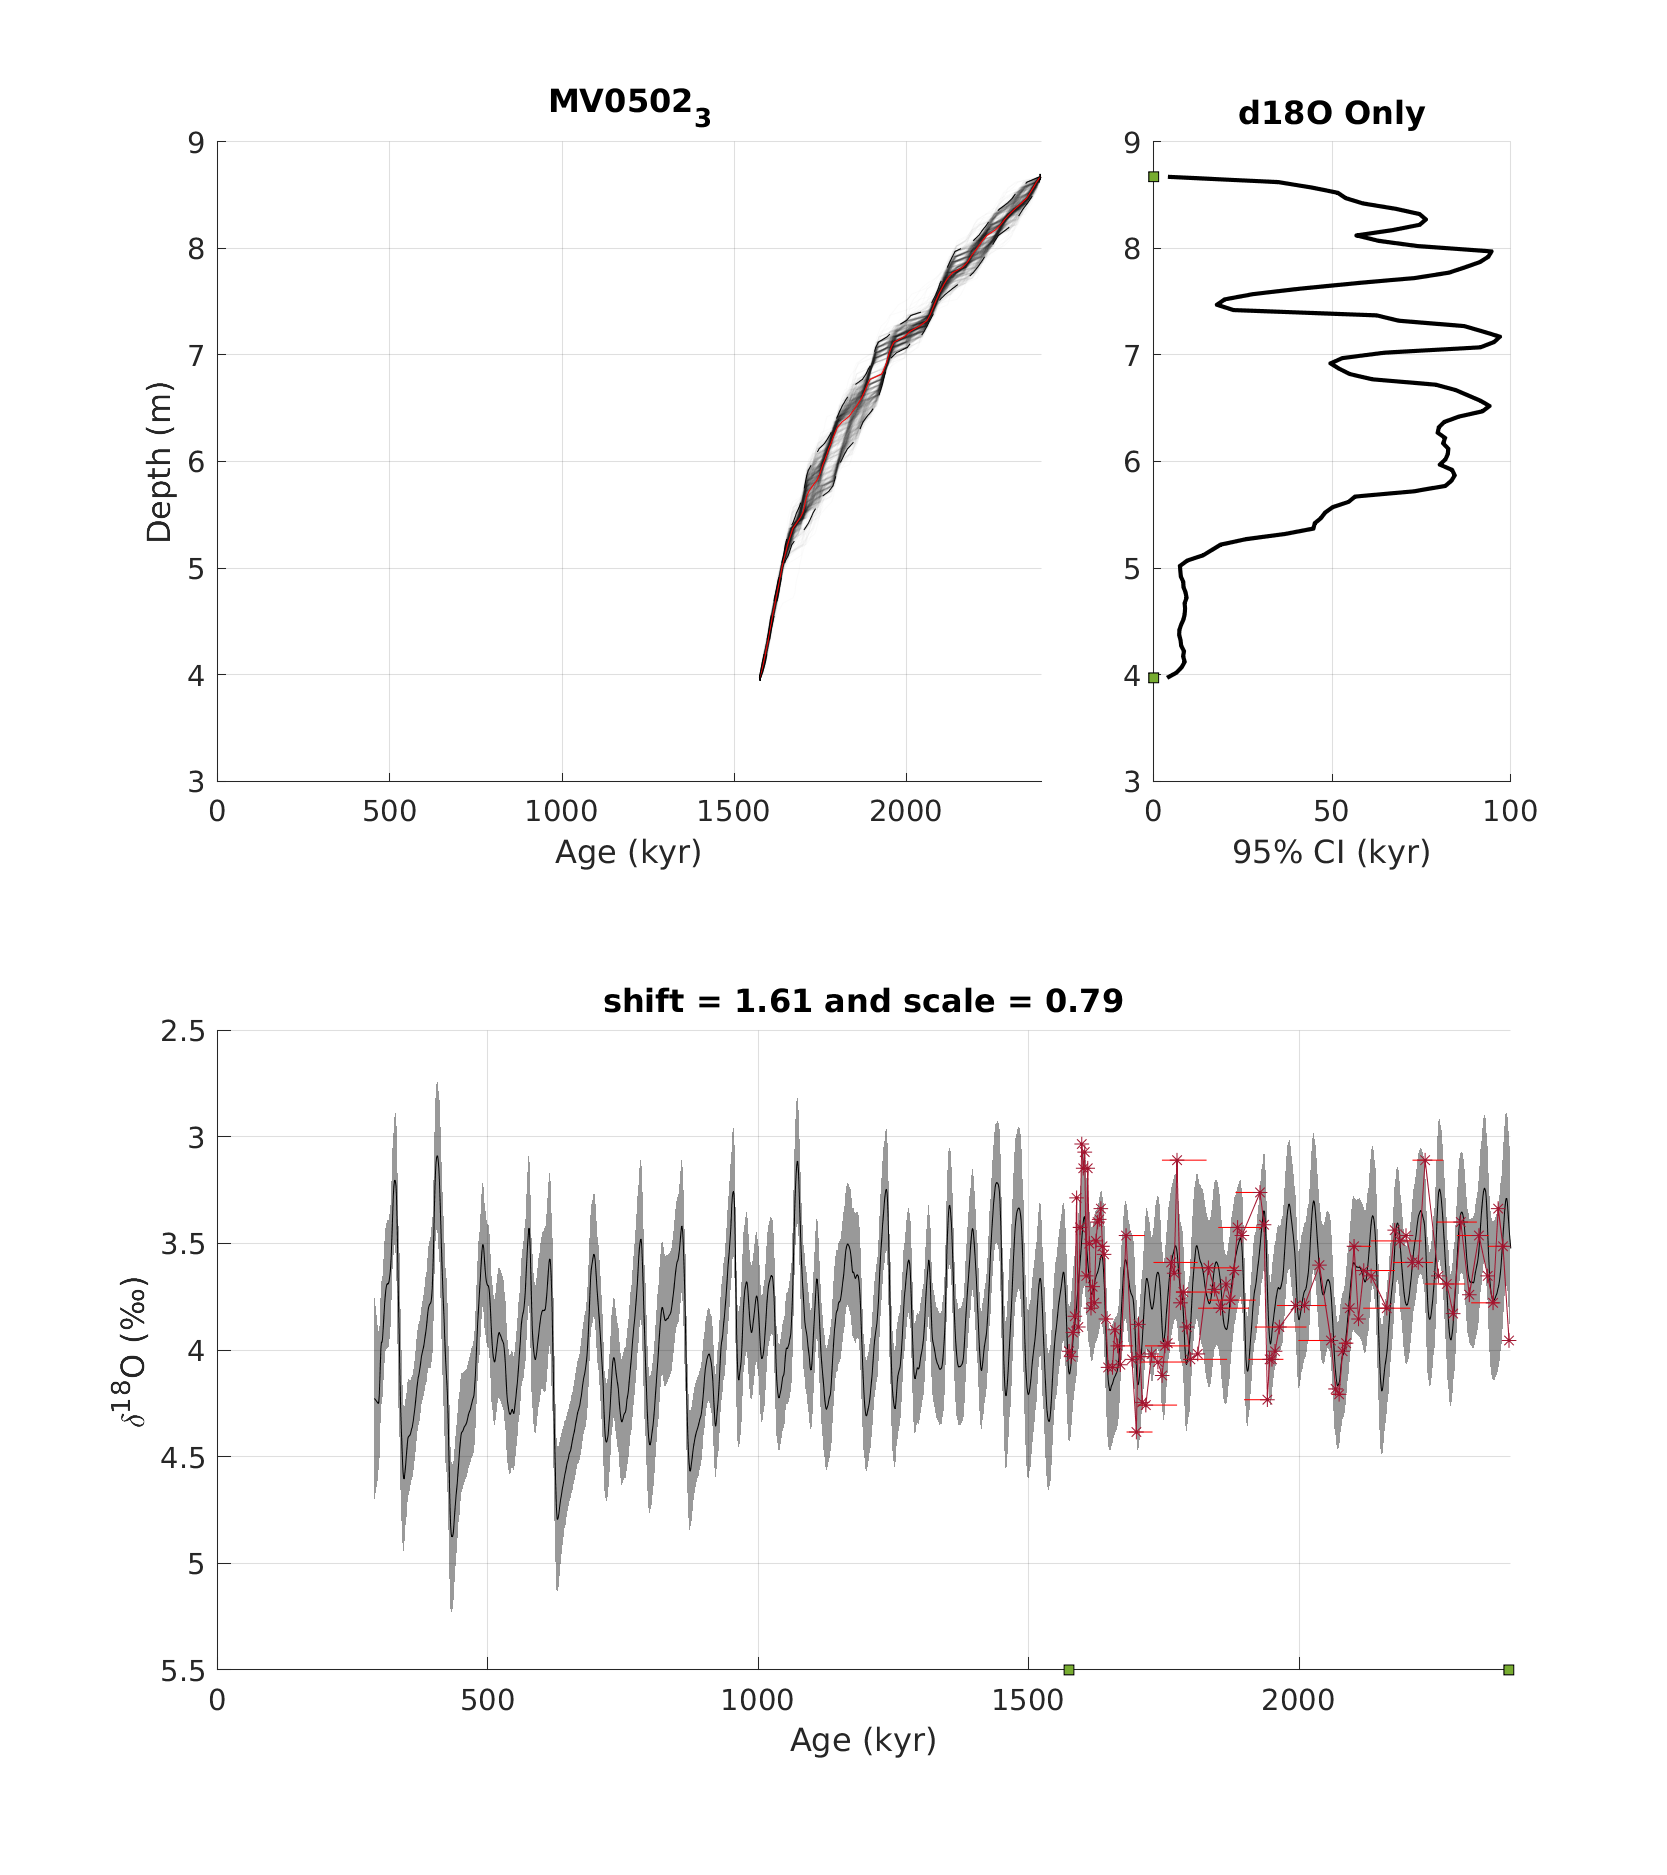 MV0502₃
9
8
7
6
5
4
3
Depth (m)
0 500 1000 1500 2000
Age (kyr)
d18O Only
9
8
7
6
5
4
3
0 50 100
95% CI (kyr)
shift = 1.61 and scale = 0.79
2.5
3
3.5
4
4.5
5
5.5
δ¹⁸O (‰)
0 500 1000 1500 2000
Age (kyr)